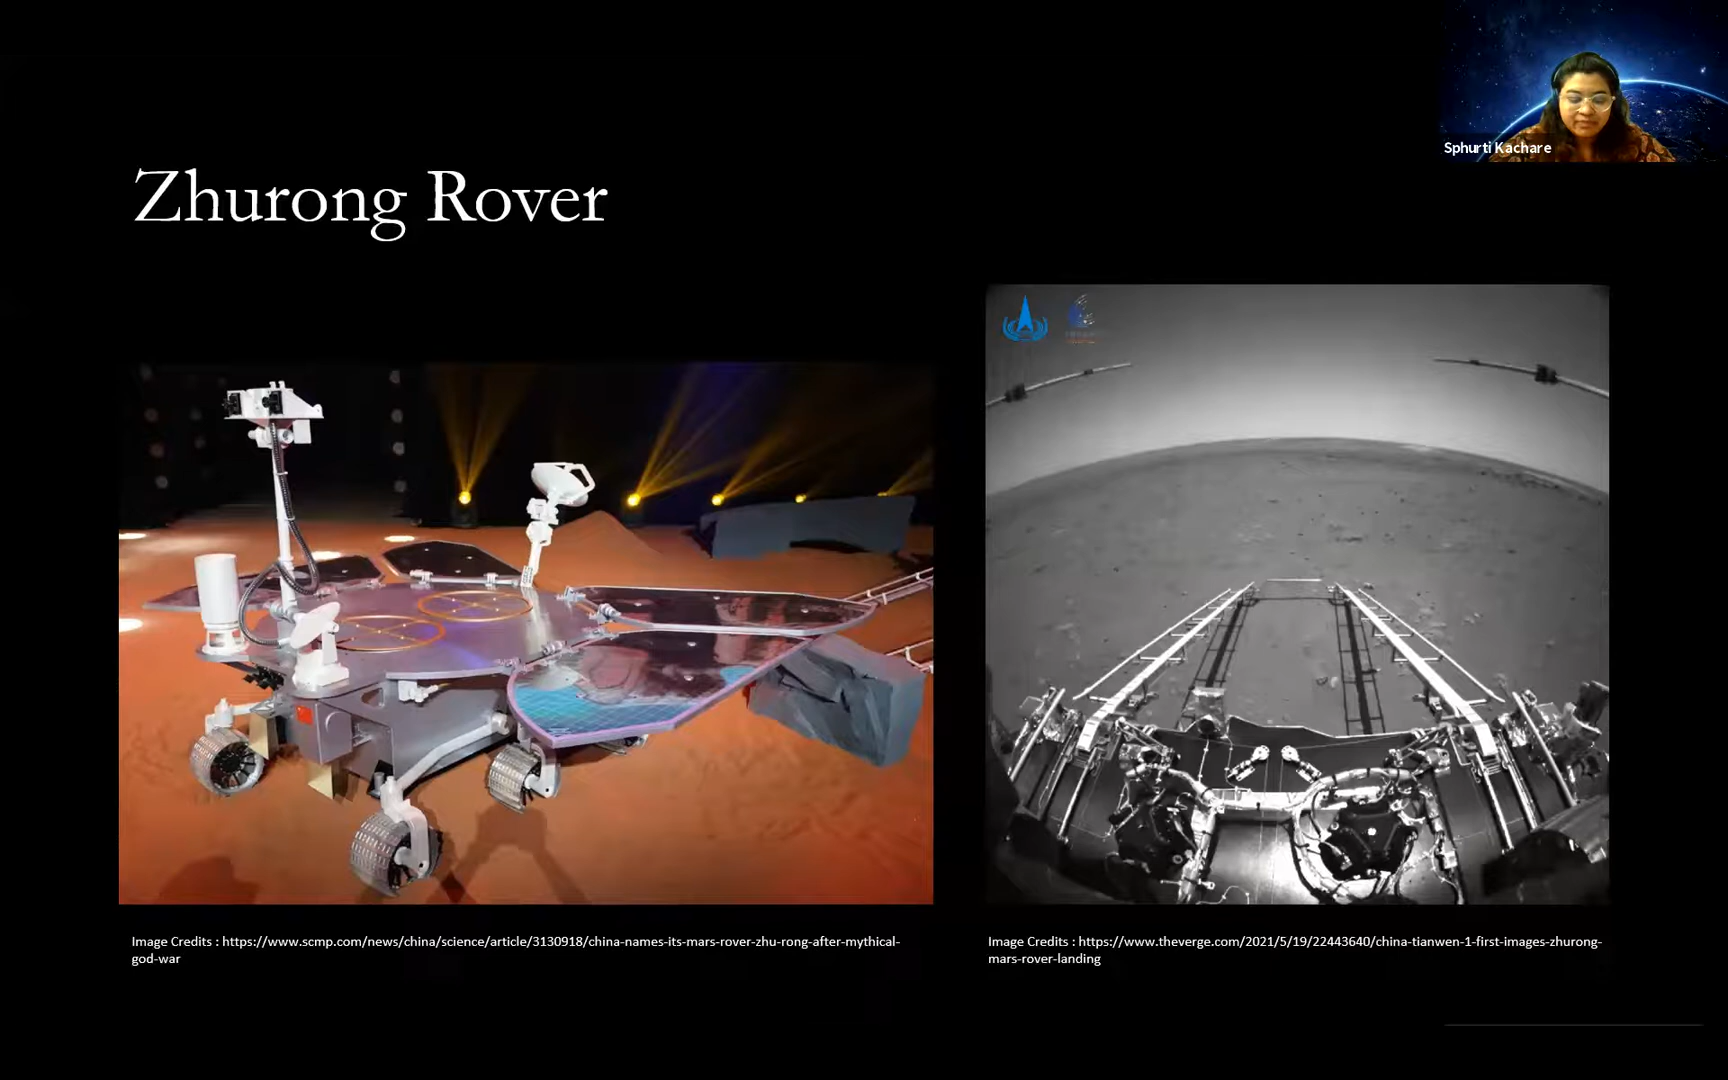 Sphurti Kachare
Zhurong Rover
Image Credits : https://www.scmp.com/news/china/science/article/3130918/china-names-its-mars-rover-zhu-rong-after-mythical-
god-war
Image Credits : https://www.theverge.com/2021/5/19/22443640/china-tianwen-1-first-images-zhurong-
mars-rover-landing